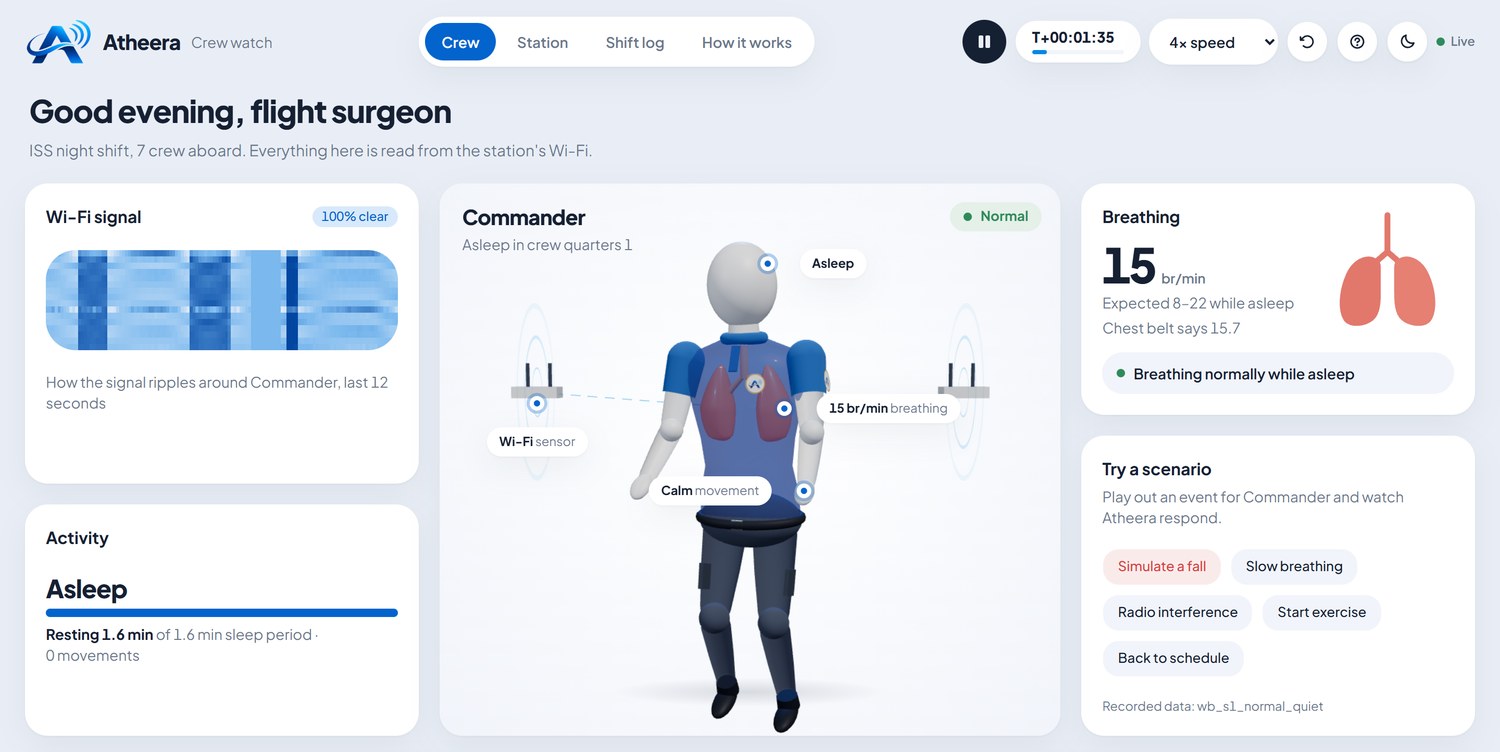 Atheera Crew watch
Crew
Station
Shift log
How it works
T+00:01:35
4× speed
Live
Good evening, flight surgeon
ISS night shift, 7 crew aboard. Everything here is read from the station's Wi-Fi.
Wi-Fi signal
100% clear
How the signal ripples around Commander, last 12
seconds
Activity
Asleep
Resting 1.6 min of 1.6 min sleep period ·
0 movements
Commander
Normal
Asleep in crew quarters 1
Asleep
15 br/min breathing
Wi-Fi sensor
Calm movement
Breathing
15 br/min
Expected 8–22 while asleep
Chest belt says 15.7
Breathing normally while asleep
Try a scenario
Play out an event for Commander and watch
Atheera respond.
Simulate a fall
Slow breathing
Radio interference
Start exercise
Back to schedule
Recorded data: wb_s1_normal_quiet